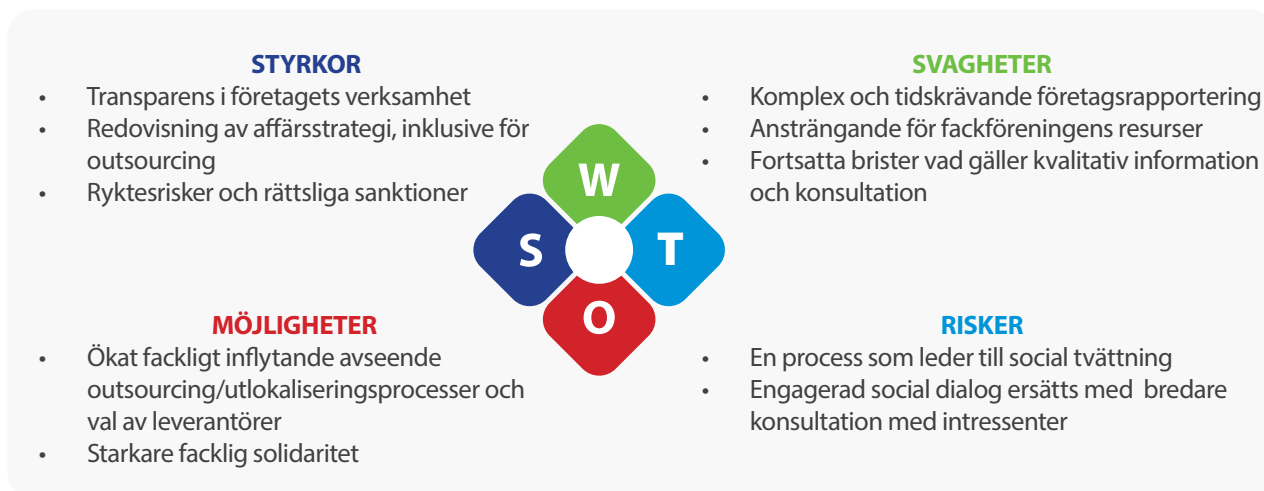 STYRKOR
• Transparens i företagets verksamhet
• Redovisning av affärsstrategi, inklusive för
outsourcing
• Ryktesrisker och rättsliga sanktioner
SVAGHETER
• Komplex och tidskrävande företagsrapportering
• Ansträngande för fackföreningens resurser
• Fortsatta brister vad gäller kvalitativ information
och konsultation
W
S
T
O
MÖJLIGHETER
• Ökat fackligt inflytande avseende
outsourcing/utlokaliseringsprocesser och
val av leverantörer
• Starkare facklig solidaritet
RISKER
• En process som leder till social tvättning
• Engagerad social dialog ersätts med bredare
konsultation med intressenter